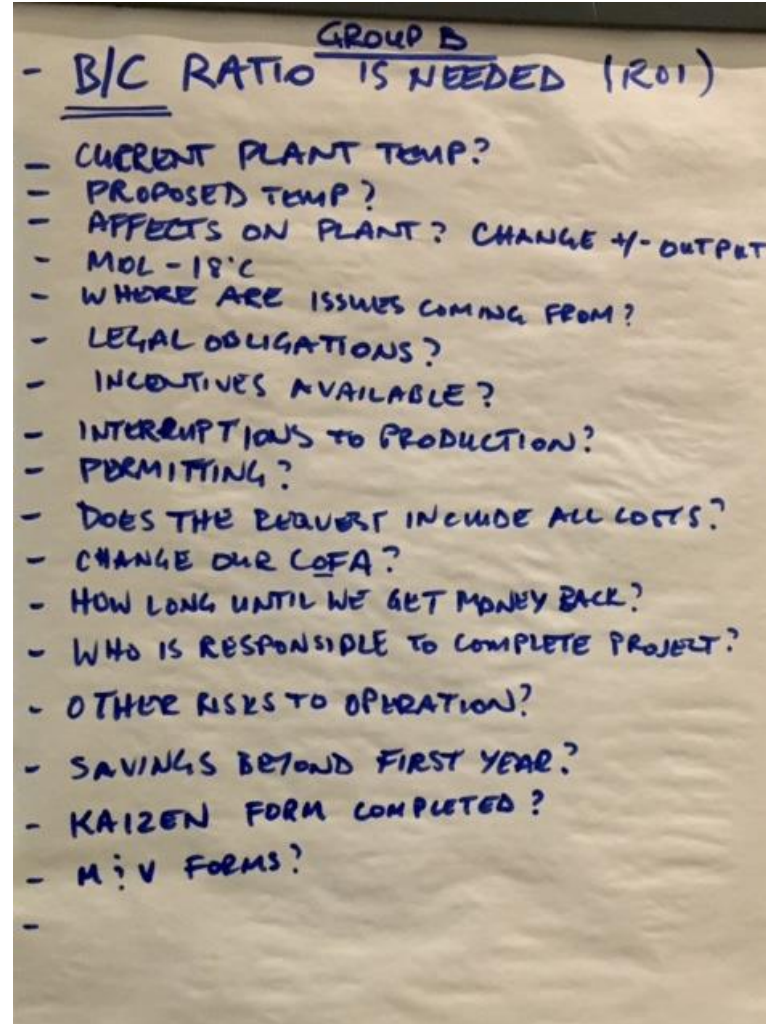 GROUP B
- B/C RATIO IS NEEDED (ROI)
- CURRENT PLANT TEMP?
- PROPOSED TEMP?
- AFFECTS ON PLANT? CHANGE +/- OUTPUT
- MOL - 18°C
- WHERE ARE ISSUES COMING FROM?
- LEGAL OBLIGATIONS?
- INCENTIVES AVAILABLE?
- INTERRUPTIONS TO PRODUCTION?
- PERMITTING?
- DOES THE REQUEST INCLUDE ALL COSTS?
- CHANGE OUR COFA?
- HOW LONG UNTIL WE GET MONEY BACK?
- WHO IS RESPONSIBLE TO COMPLETE PROJECT?
- OTHER RISKS TO OPERATION?
- SAVINGS BEYOND FIRST YEAR?
- KAIZEN FORM COMPLETED?
- M & V FORMS?
-